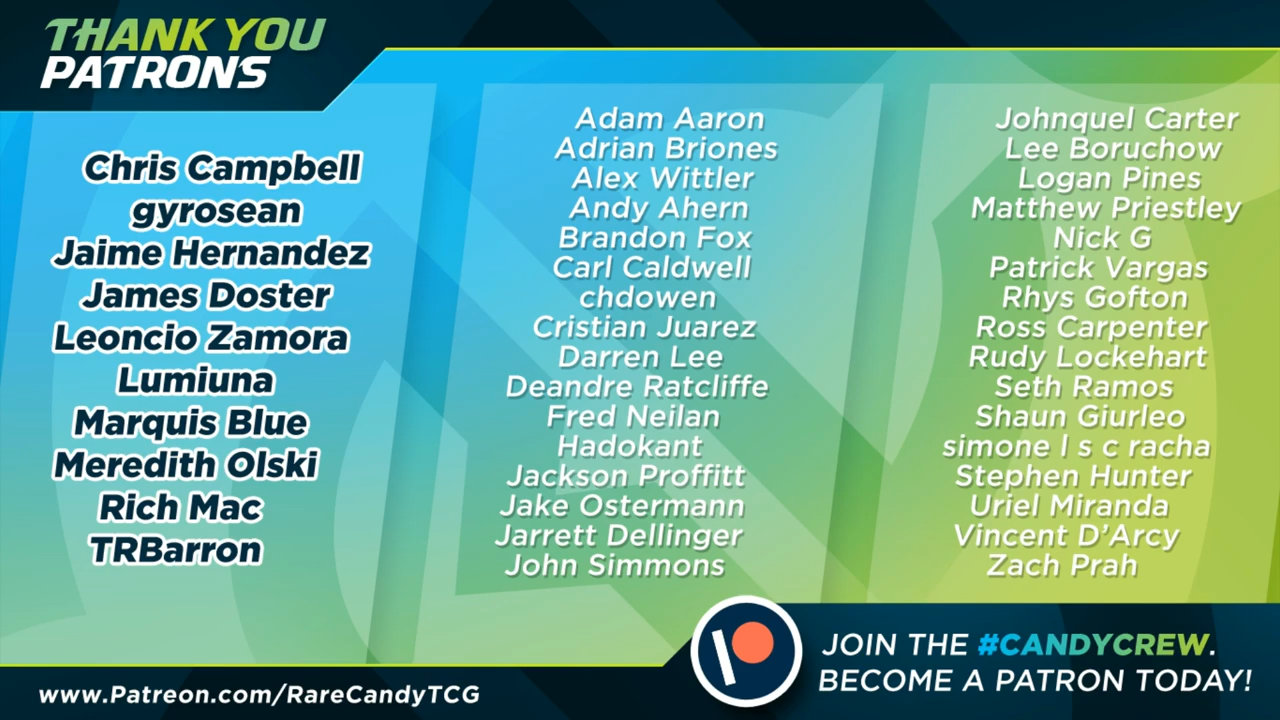 THANK YOU
PATRONS
Chris Campbell
gyrosean
Jaime Hernandez
James Doster
Leoncio Zamora
Lumiuna
Marquis Blue
Meredith Olski
Rich Mac
TRBarron
Adam Aaron
Adrian Briones
Alex Wittler
Andy Ahern
Brandon Fox
Carl Caldwell
chdowen
Cristian Juarez
Darren Lee
Deandre Ratcliffe
Fred Neilan
Hadokant
Jackson Proffitt
Jake Ostermann
Jarrett Dellinger
John Simmons
Johnquel Carter
Lee Boruchow
Logan Pines
Matthew Priestley
Nick G
Patrick Vargas
Rhys Gofton
Ross Carpenter
Rudy Lockehart
Seth Ramos
Shaun Giurleo
simone l s c racha
Stephen Hunter
Uriel Miranda
Vincent D’Arcy
Zach Prah
www.Patreon.com/RareCandyTCG
JOIN THE #CANDYCREW.
BECOME A PATRON TODAY!